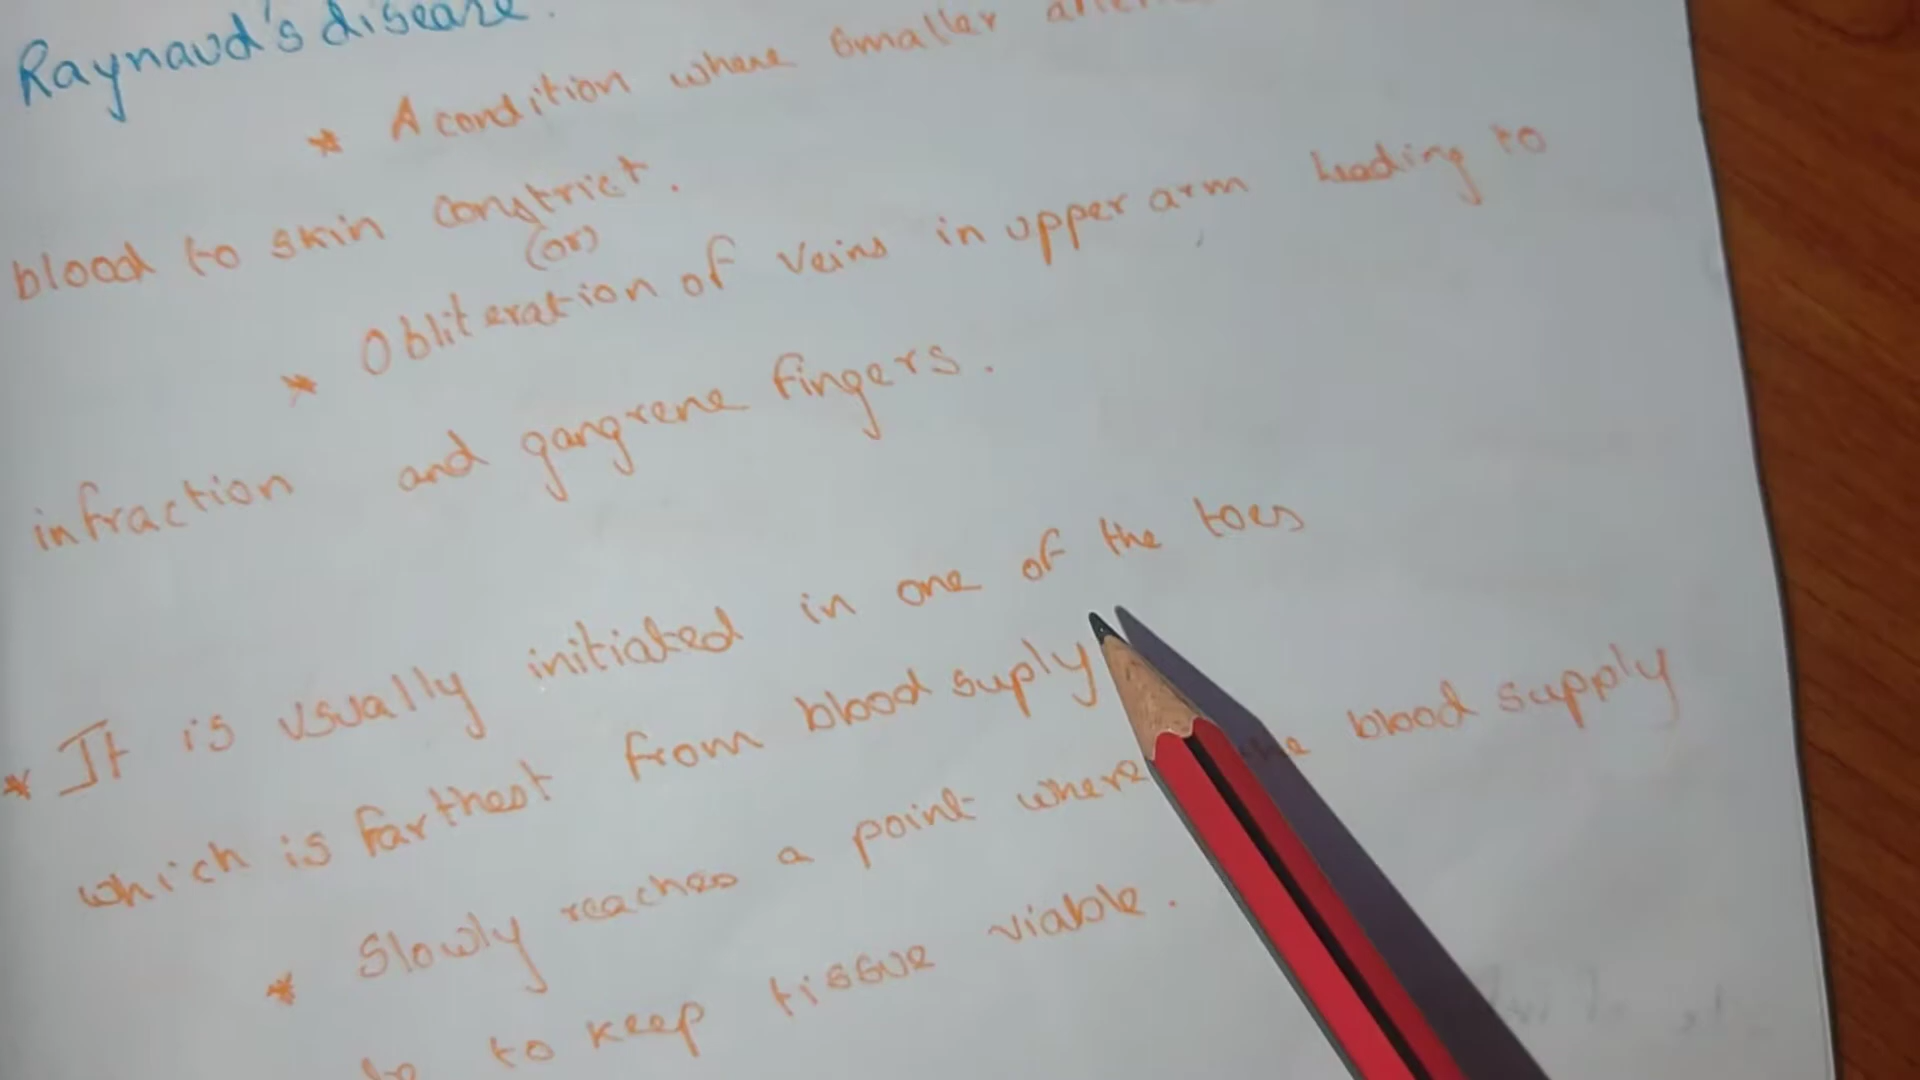 Raynaud's disease.
* A condition where smaller
blood to skin constrict.
(or)
* Obliteration of veins in upper arm leading to
infraction and gangrene fingers.
* It is usually initiated in one of the toes
which is farthest from blood suply
* Slowly reaches a point where the blood supply
to keep tissue viable.